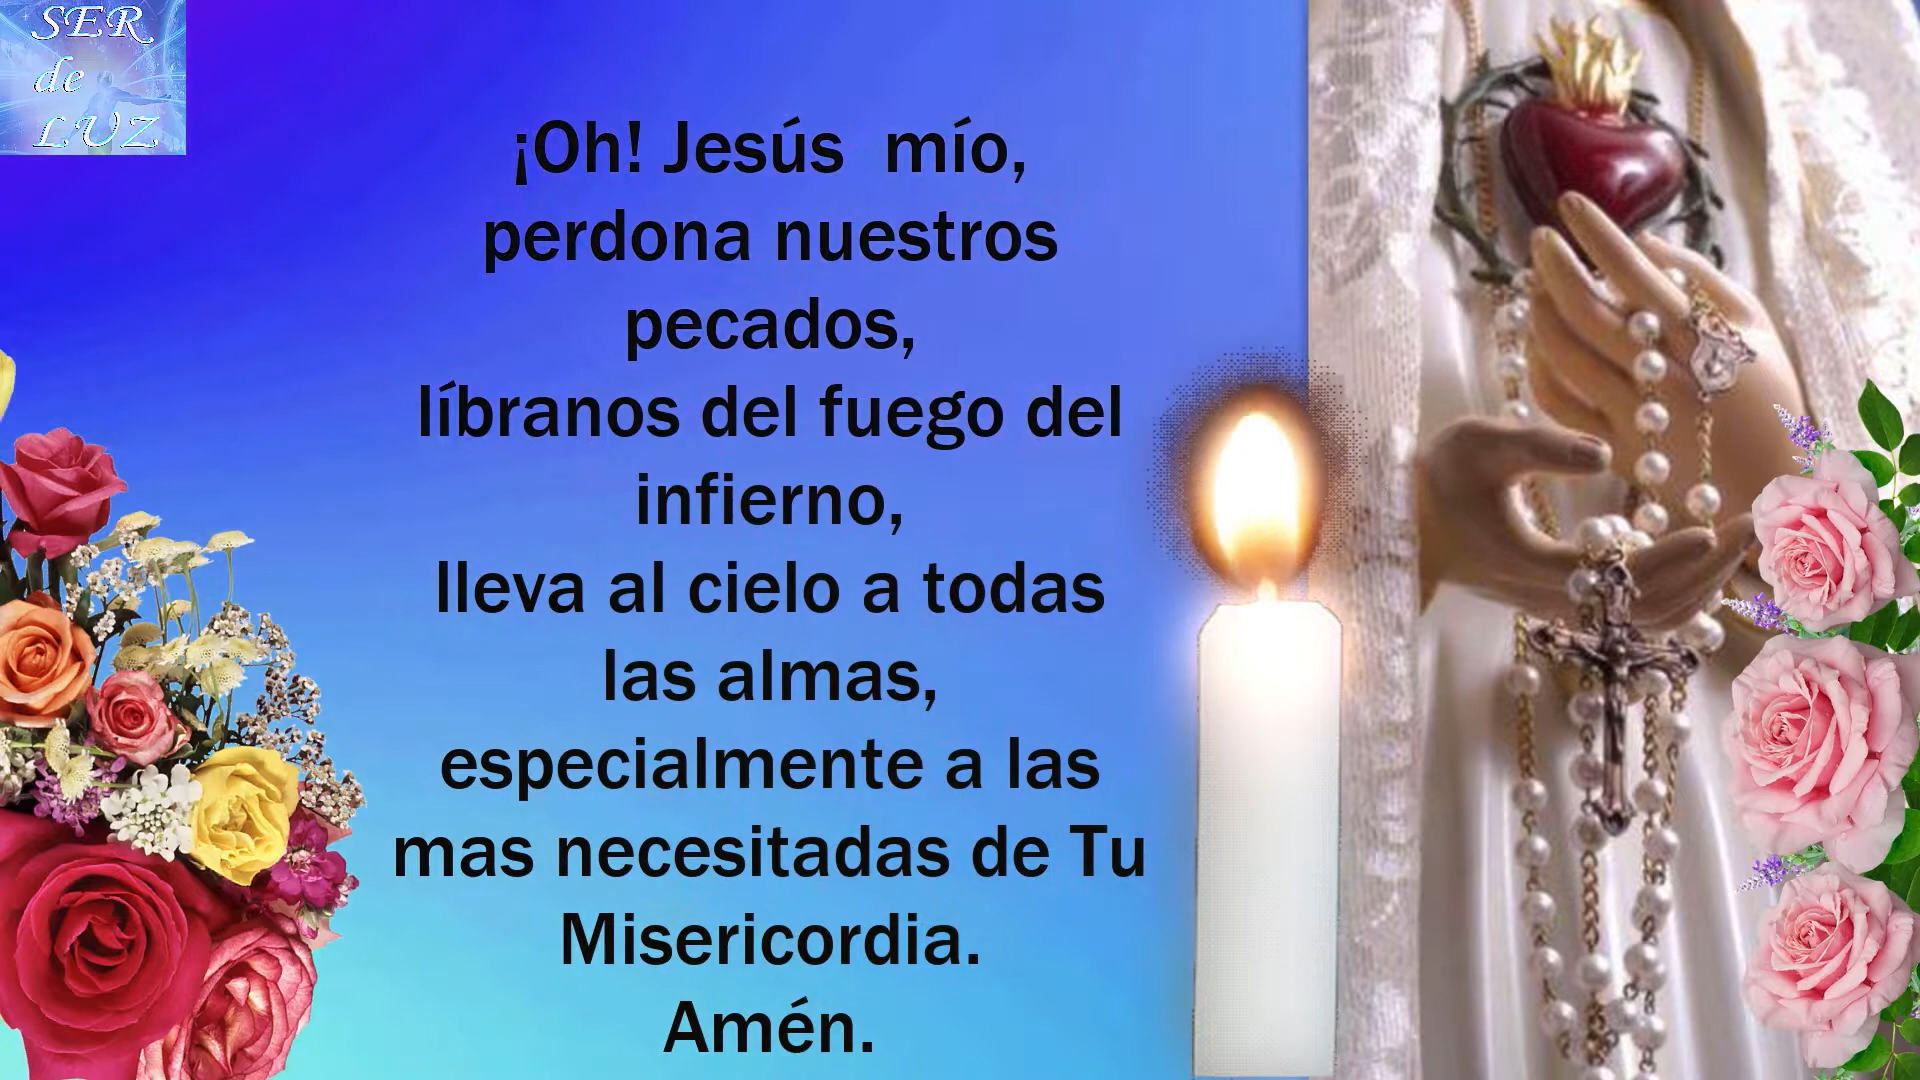 SER
de
LUZ
¡Oh! Jesús  mío,
perdona nuestros
pecados,
líbranos del fuego del
infierno,
lleva al cielo a todas
las almas,
especialmente a las
mas necesitadas de Tu
Misericordia.
Amén.